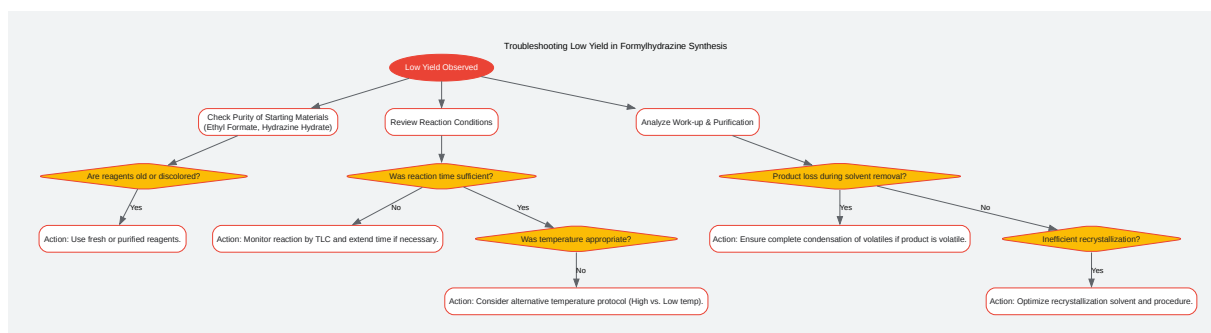 Troubleshooting Low Yield in Formylhydrazine Synthesis
Low Yield Observed
Check Purity of Starting Materials
(Ethyl Formate, Hydrazine Hydrate)
Review Reaction Conditions
Analyze Work-up & Purification
Are reagents old or discolored?
Was reaction time sufficient?
Product loss during solvent removal?
Yes
No
Yes
Yes
No
Action: Use fresh or purified reagents.
Action: Monitor reaction by TLC and extend time if necessary.
Was temperature appropriate?
Action: Ensure complete condensation of volatiles if product is volatile.
Inefficient recrystallization?
No
Yes
Action: Consider alternative temperature protocol (High vs. Low temp).
Action: Optimize recrystallization solvent and procedure.